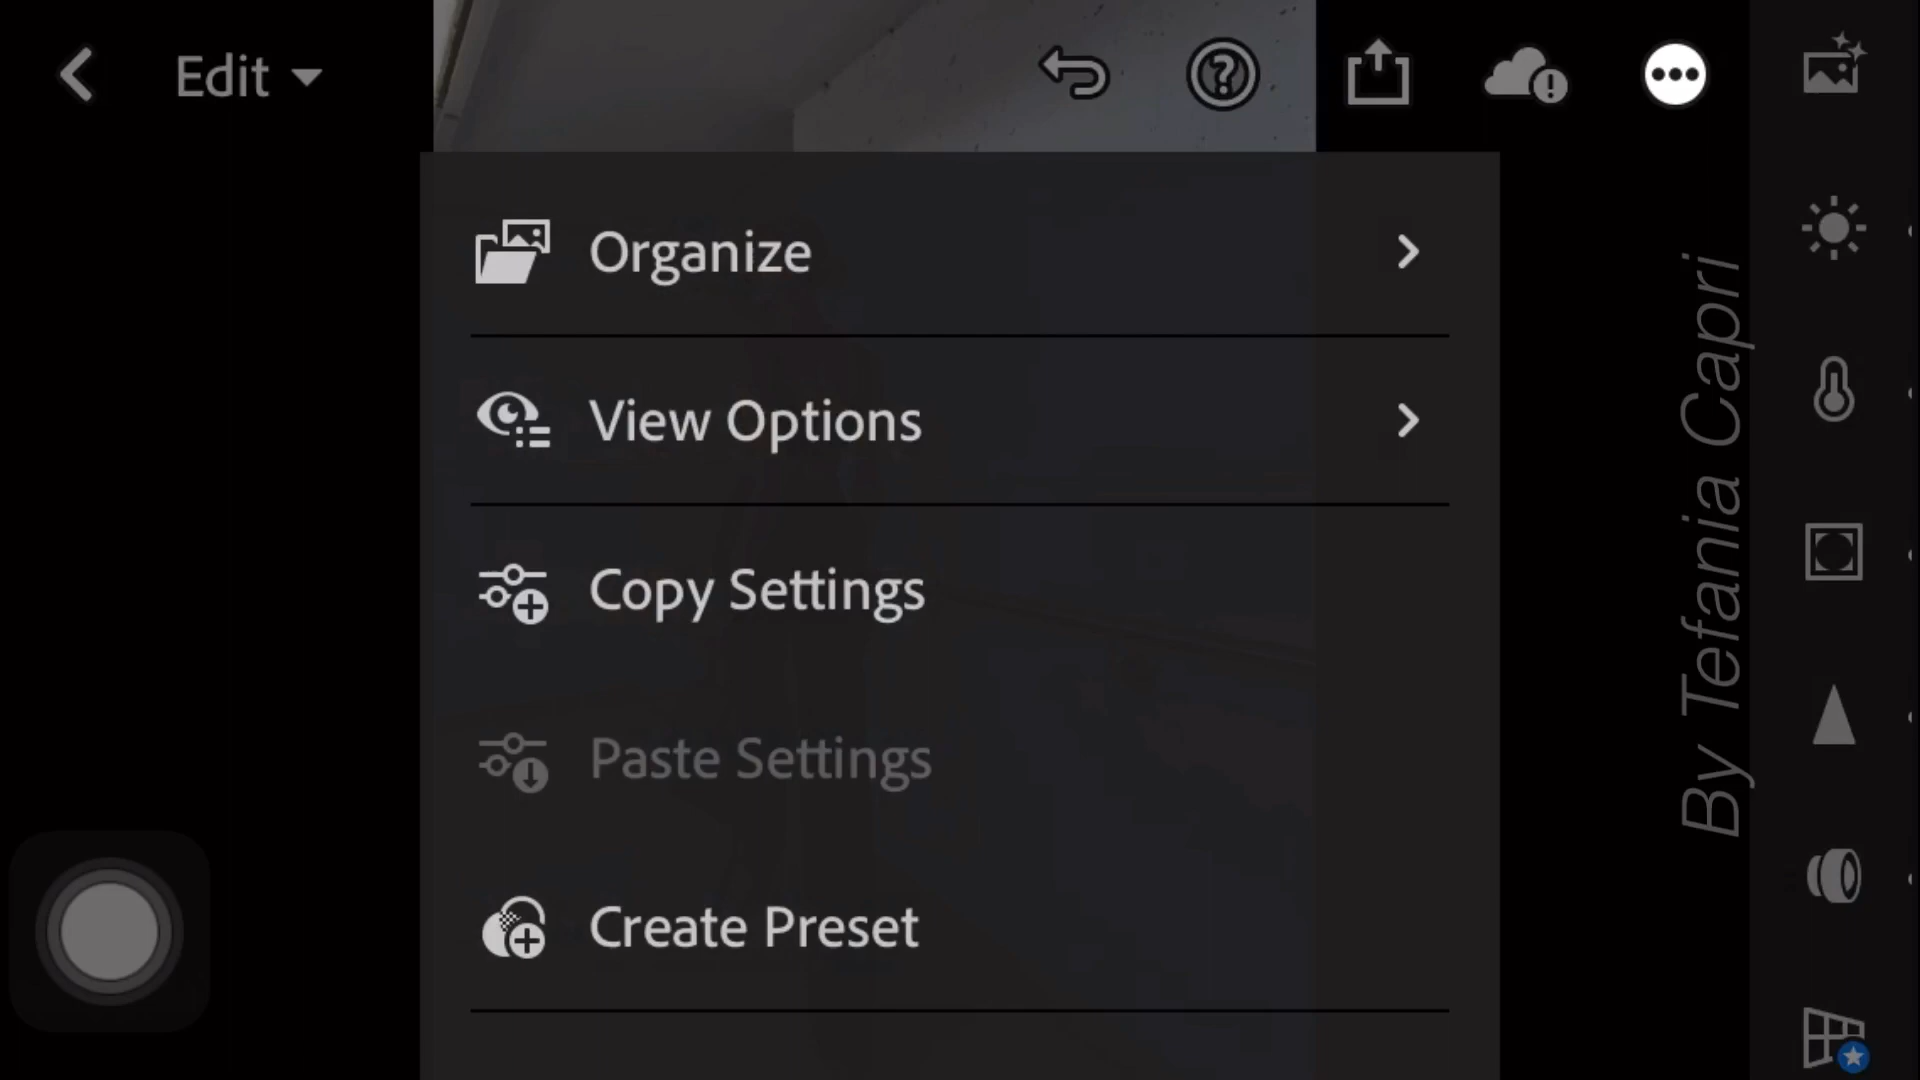 Edit
Organize
View Options
Copy Settings
Paste Settings
Create Preset
By Tefania Capri